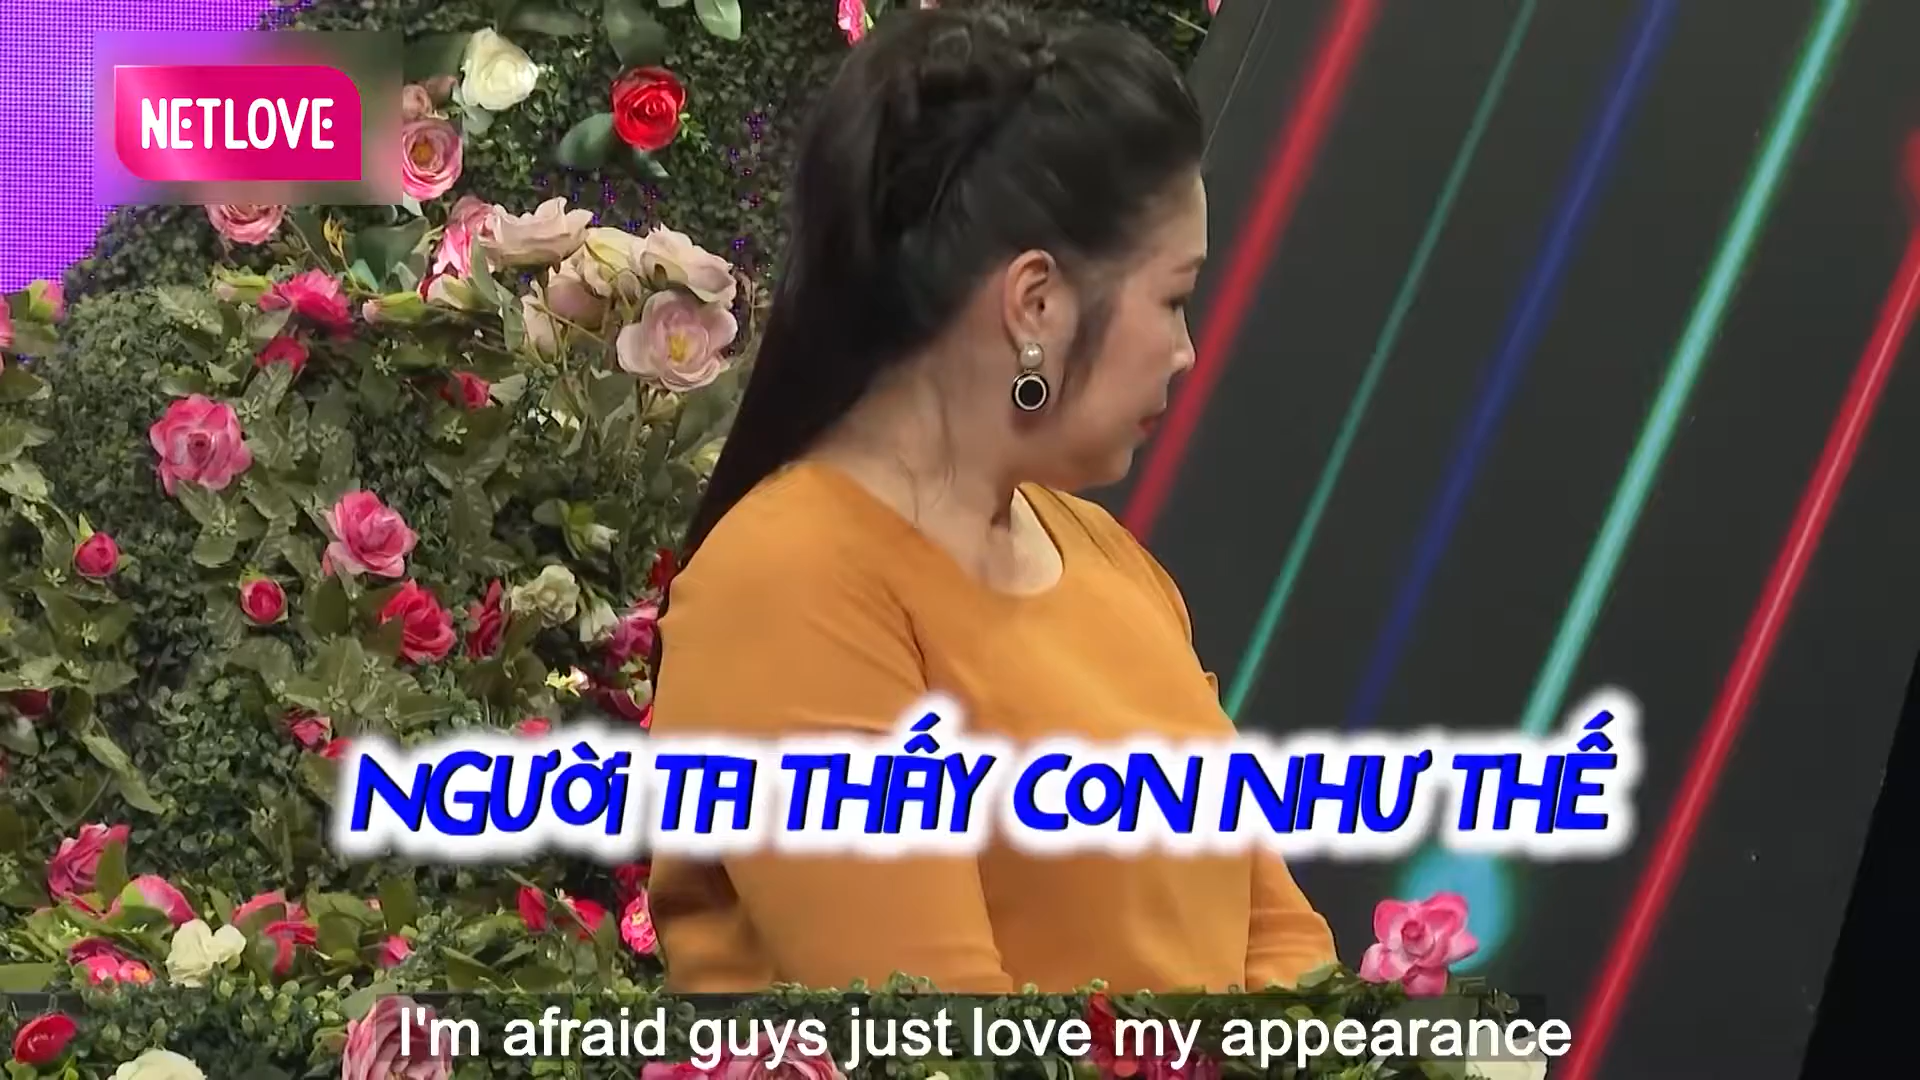 NETLOVE
NGƯỜI TA THẤY CON NHƯ THẾ
I'm afraid guys just love my appearance